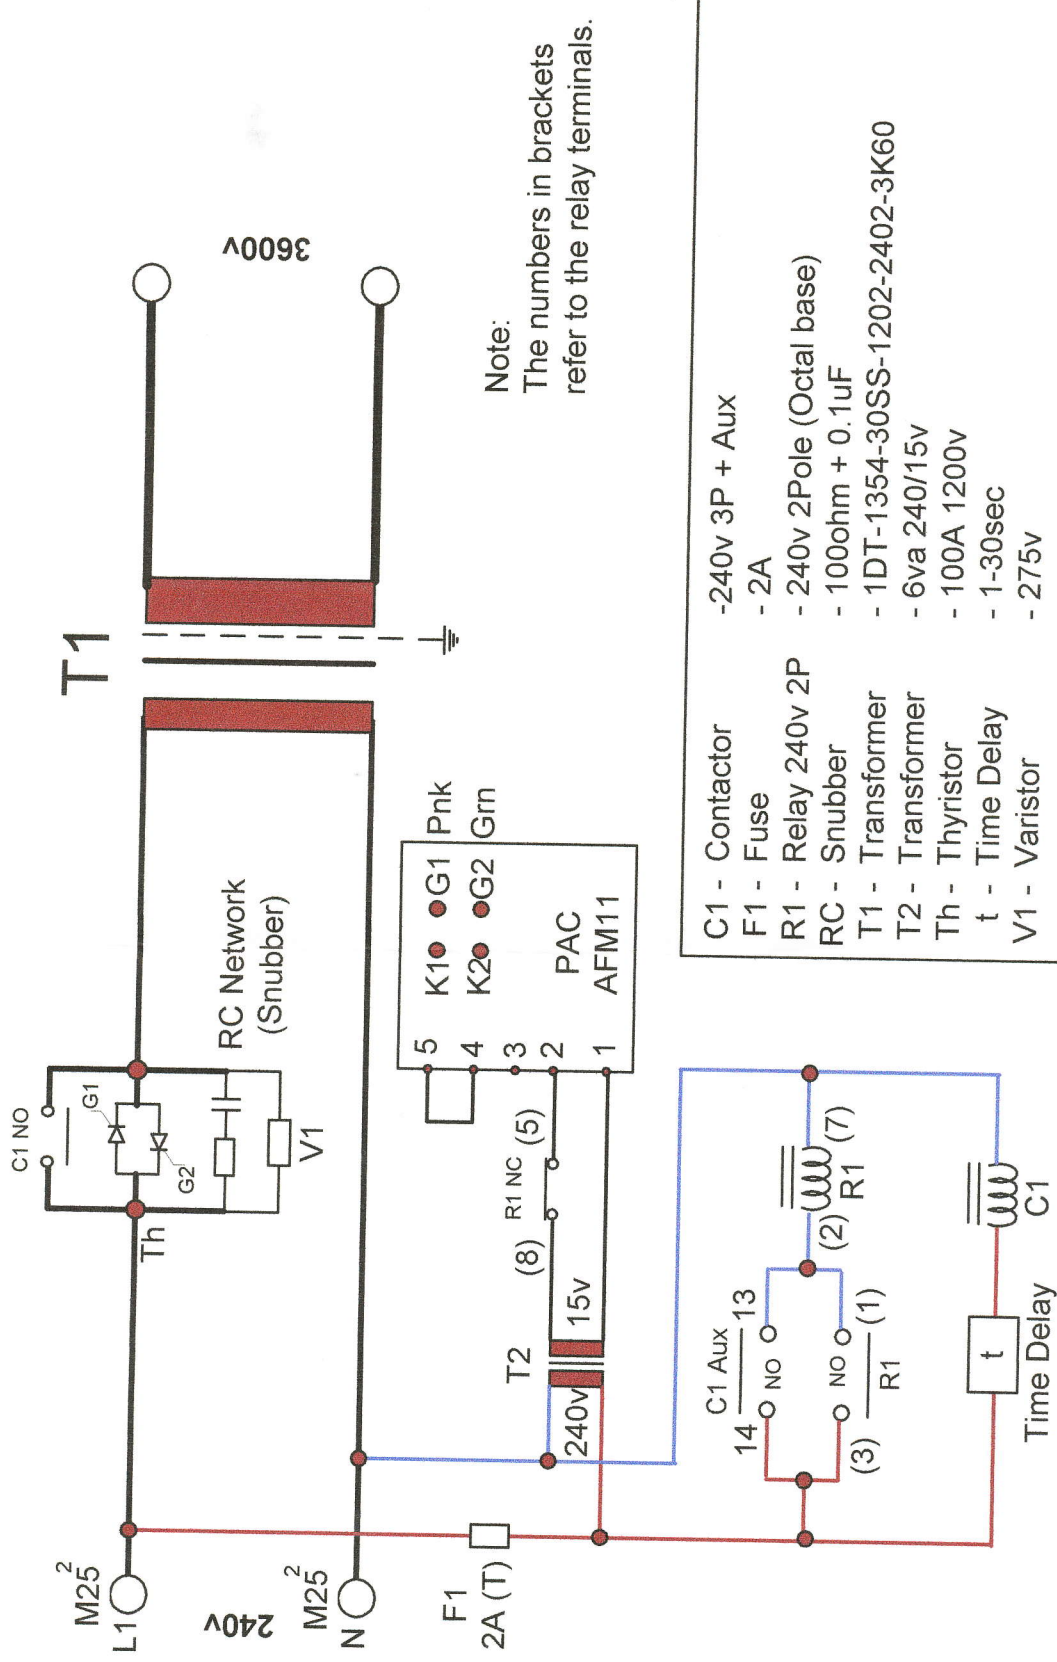 M25²
L1
240v
M25²
N
C1 NO
G1
G2
Th
V1
RC Network
(Snubber)
T1
3600v
F1
2A (T)
T2
240v
15v
(8)
R1 NC
(5)
5
4
3
2
1
K1
G1
Pnk
K2
G2
Grn
PAC
AFM11
Note:
The numbers in brackets
refer to the relay terminals.
C1 Aux
14
NO
13
(3)
NO
(1)
R1
(2)
(7)
R1
t
Time Delay
C1
C1 - Contactor -240v 3P + Aux
F1 - Fuse - 2A
R1 - Relay 240v 2P - 240v 2Pole (Octal base)
RC - Snubber - 100ohm + 0.1uF
T1 - Transformer - 1DT-1354-30SS-1202-2402-3K60
T2 - Transformer - 6va 240/15v
Th - Thyristor - 100A 1200v
t - Time Delay - 1-30sec
V1 - Varistor - 275v